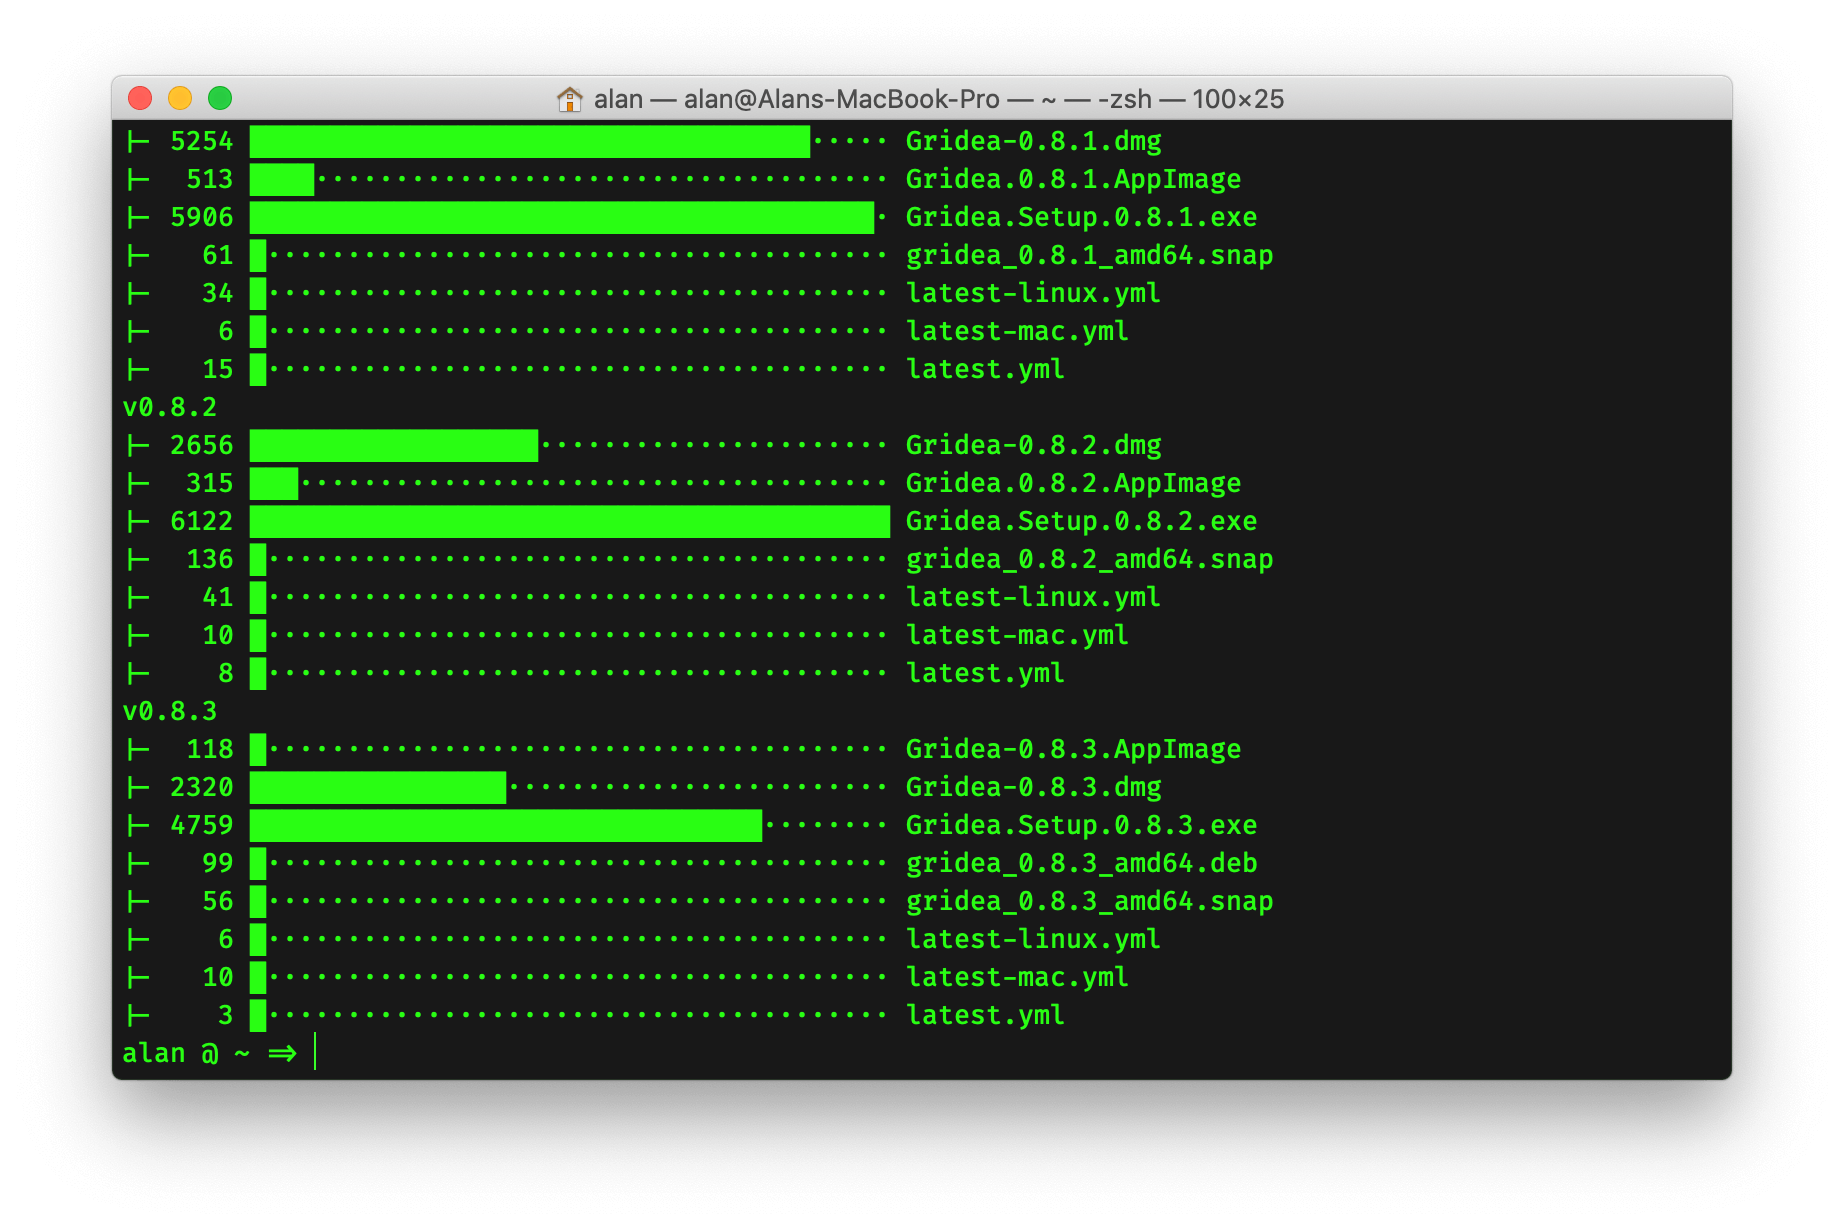 alan — alan@Alans-MacBook-Pro — ~ — -zsh — 100×25
├─ 5254 ····· Gridea-0.8.1.dmg
├─ 513 ···································· Gridea.0.8.1.AppImage
├─ 5906 · Gridea.Setup.0.8.1.exe
├─ 61 ······································· gridea_0.8.1_amd64.snap
├─ 34 ······································· latest-linux.yml
├─ 6 ······································· latest-mac.yml
├─ 15 ······································· latest.yml
v0.8.2
├─ 2656 ······················ Gridea-0.8.2.dmg
├─ 315 ····································· Gridea.0.8.2.AppImage
├─ 6122 Gridea.Setup.0.8.2.exe
├─ 136 ······································· gridea_0.8.2_amd64.snap
├─ 41 ······································· latest-linux.yml
├─ 10 ······································· latest-mac.yml
├─ 8 ······································· latest.yml
v0.8.3
├─ 118 ······································· Gridea-0.8.3.AppImage
├─ 2320 ························ Gridea-0.8.3.dmg
├─ 4759 ········ Gridea.Setup.0.8.3.exe
├─ 99 ······································· gridea_0.8.3_amd64.deb
├─ 56 ······································· gridea_0.8.3_amd64.snap
├─ 6 ······································· latest-linux.yml
├─ 10 ······································· latest-mac.yml
├─ 3 ······································· latest.yml
alan @ ~ ⇒